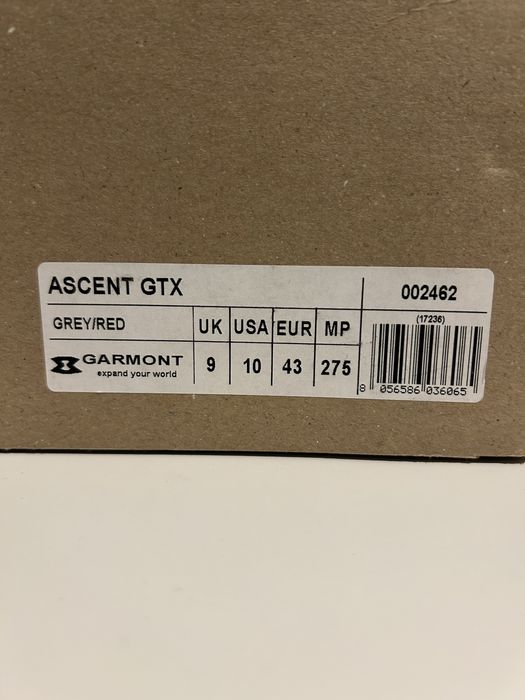 ASCENT GTX
002462
GREY/RED
UK USA EUR MP
(17236)
GARMONT
expand your world
9 10 43 275
8 056586 036065